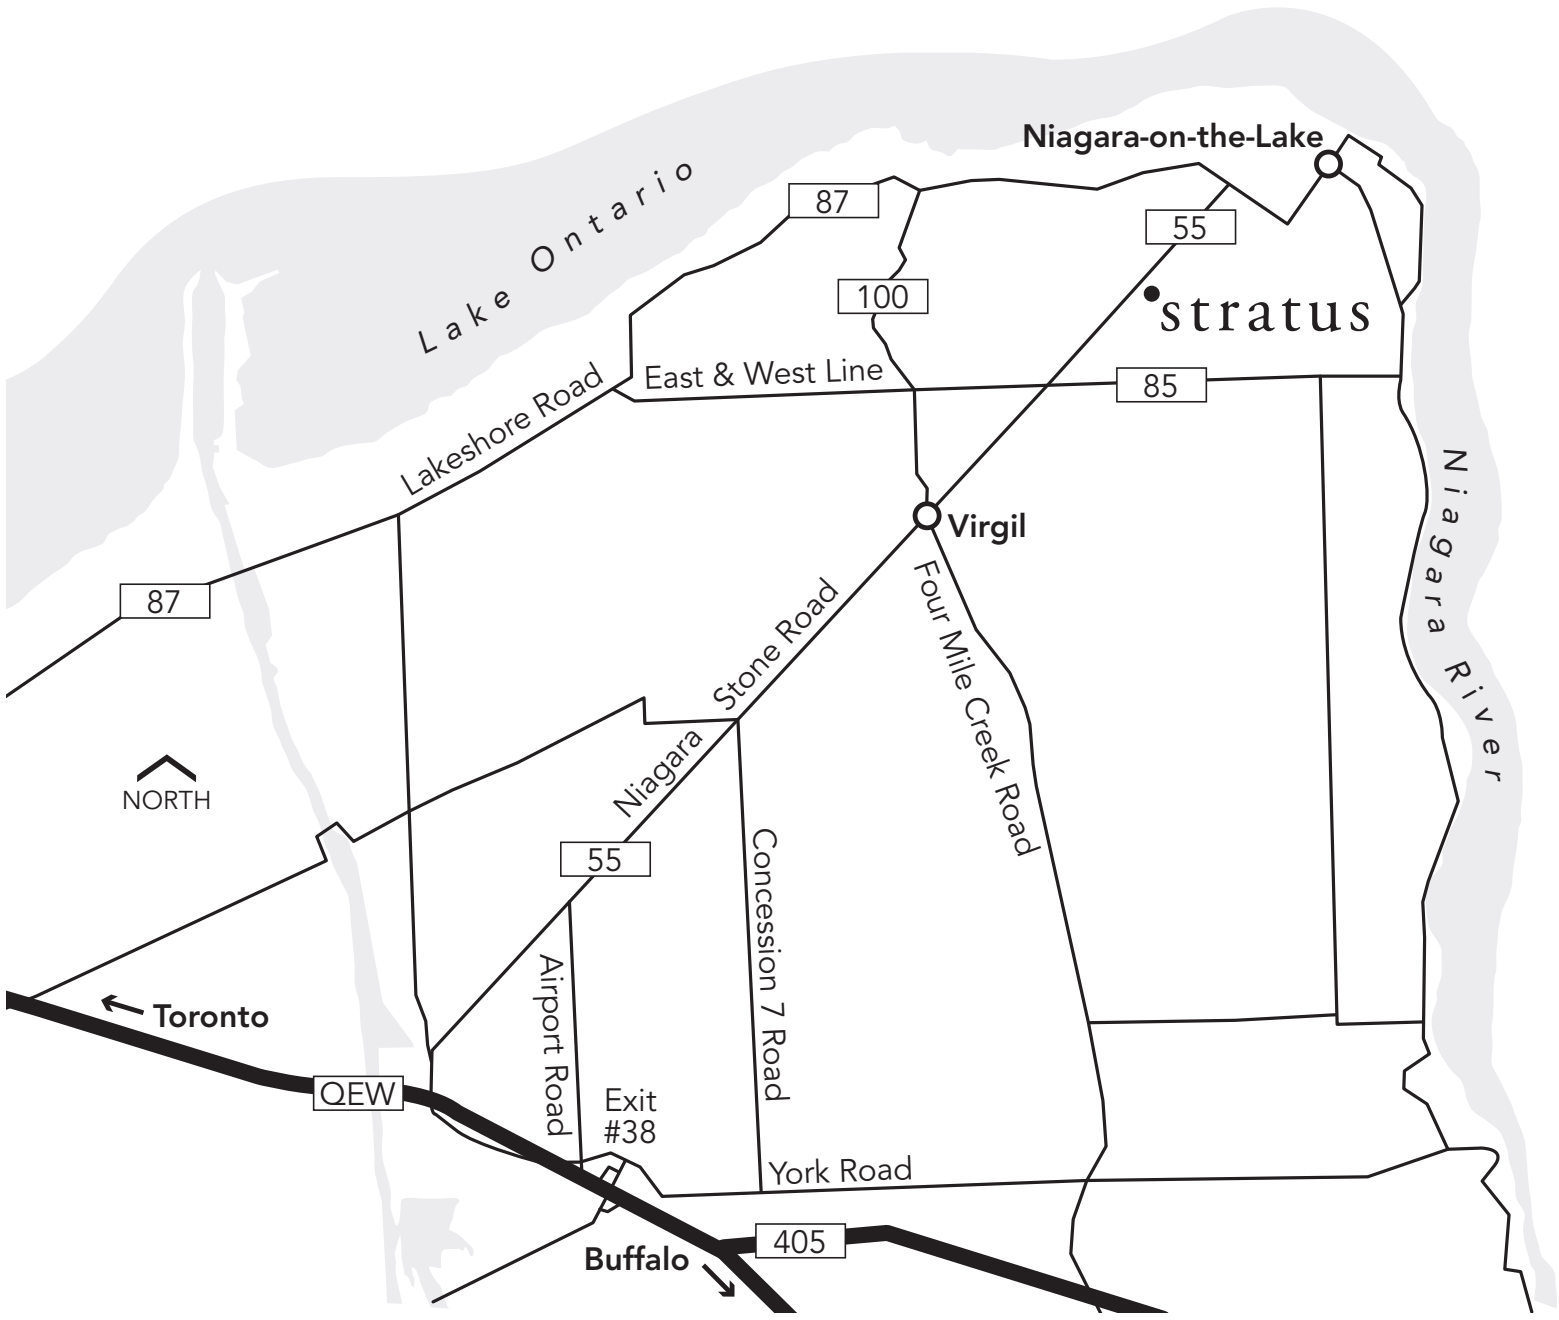 Niagara-on-the-Lake
Lake Ontario
87
55
100
stratus
East & West Line
85
Lakeshore Road
Niagara River
Virgil
87
Niagara Stone Road
Four Mile Creek Road
NORTH
55
Concession 7 Road
Airport Road
Toronto
QEW
Exit
#38
York Road
405
Buffalo